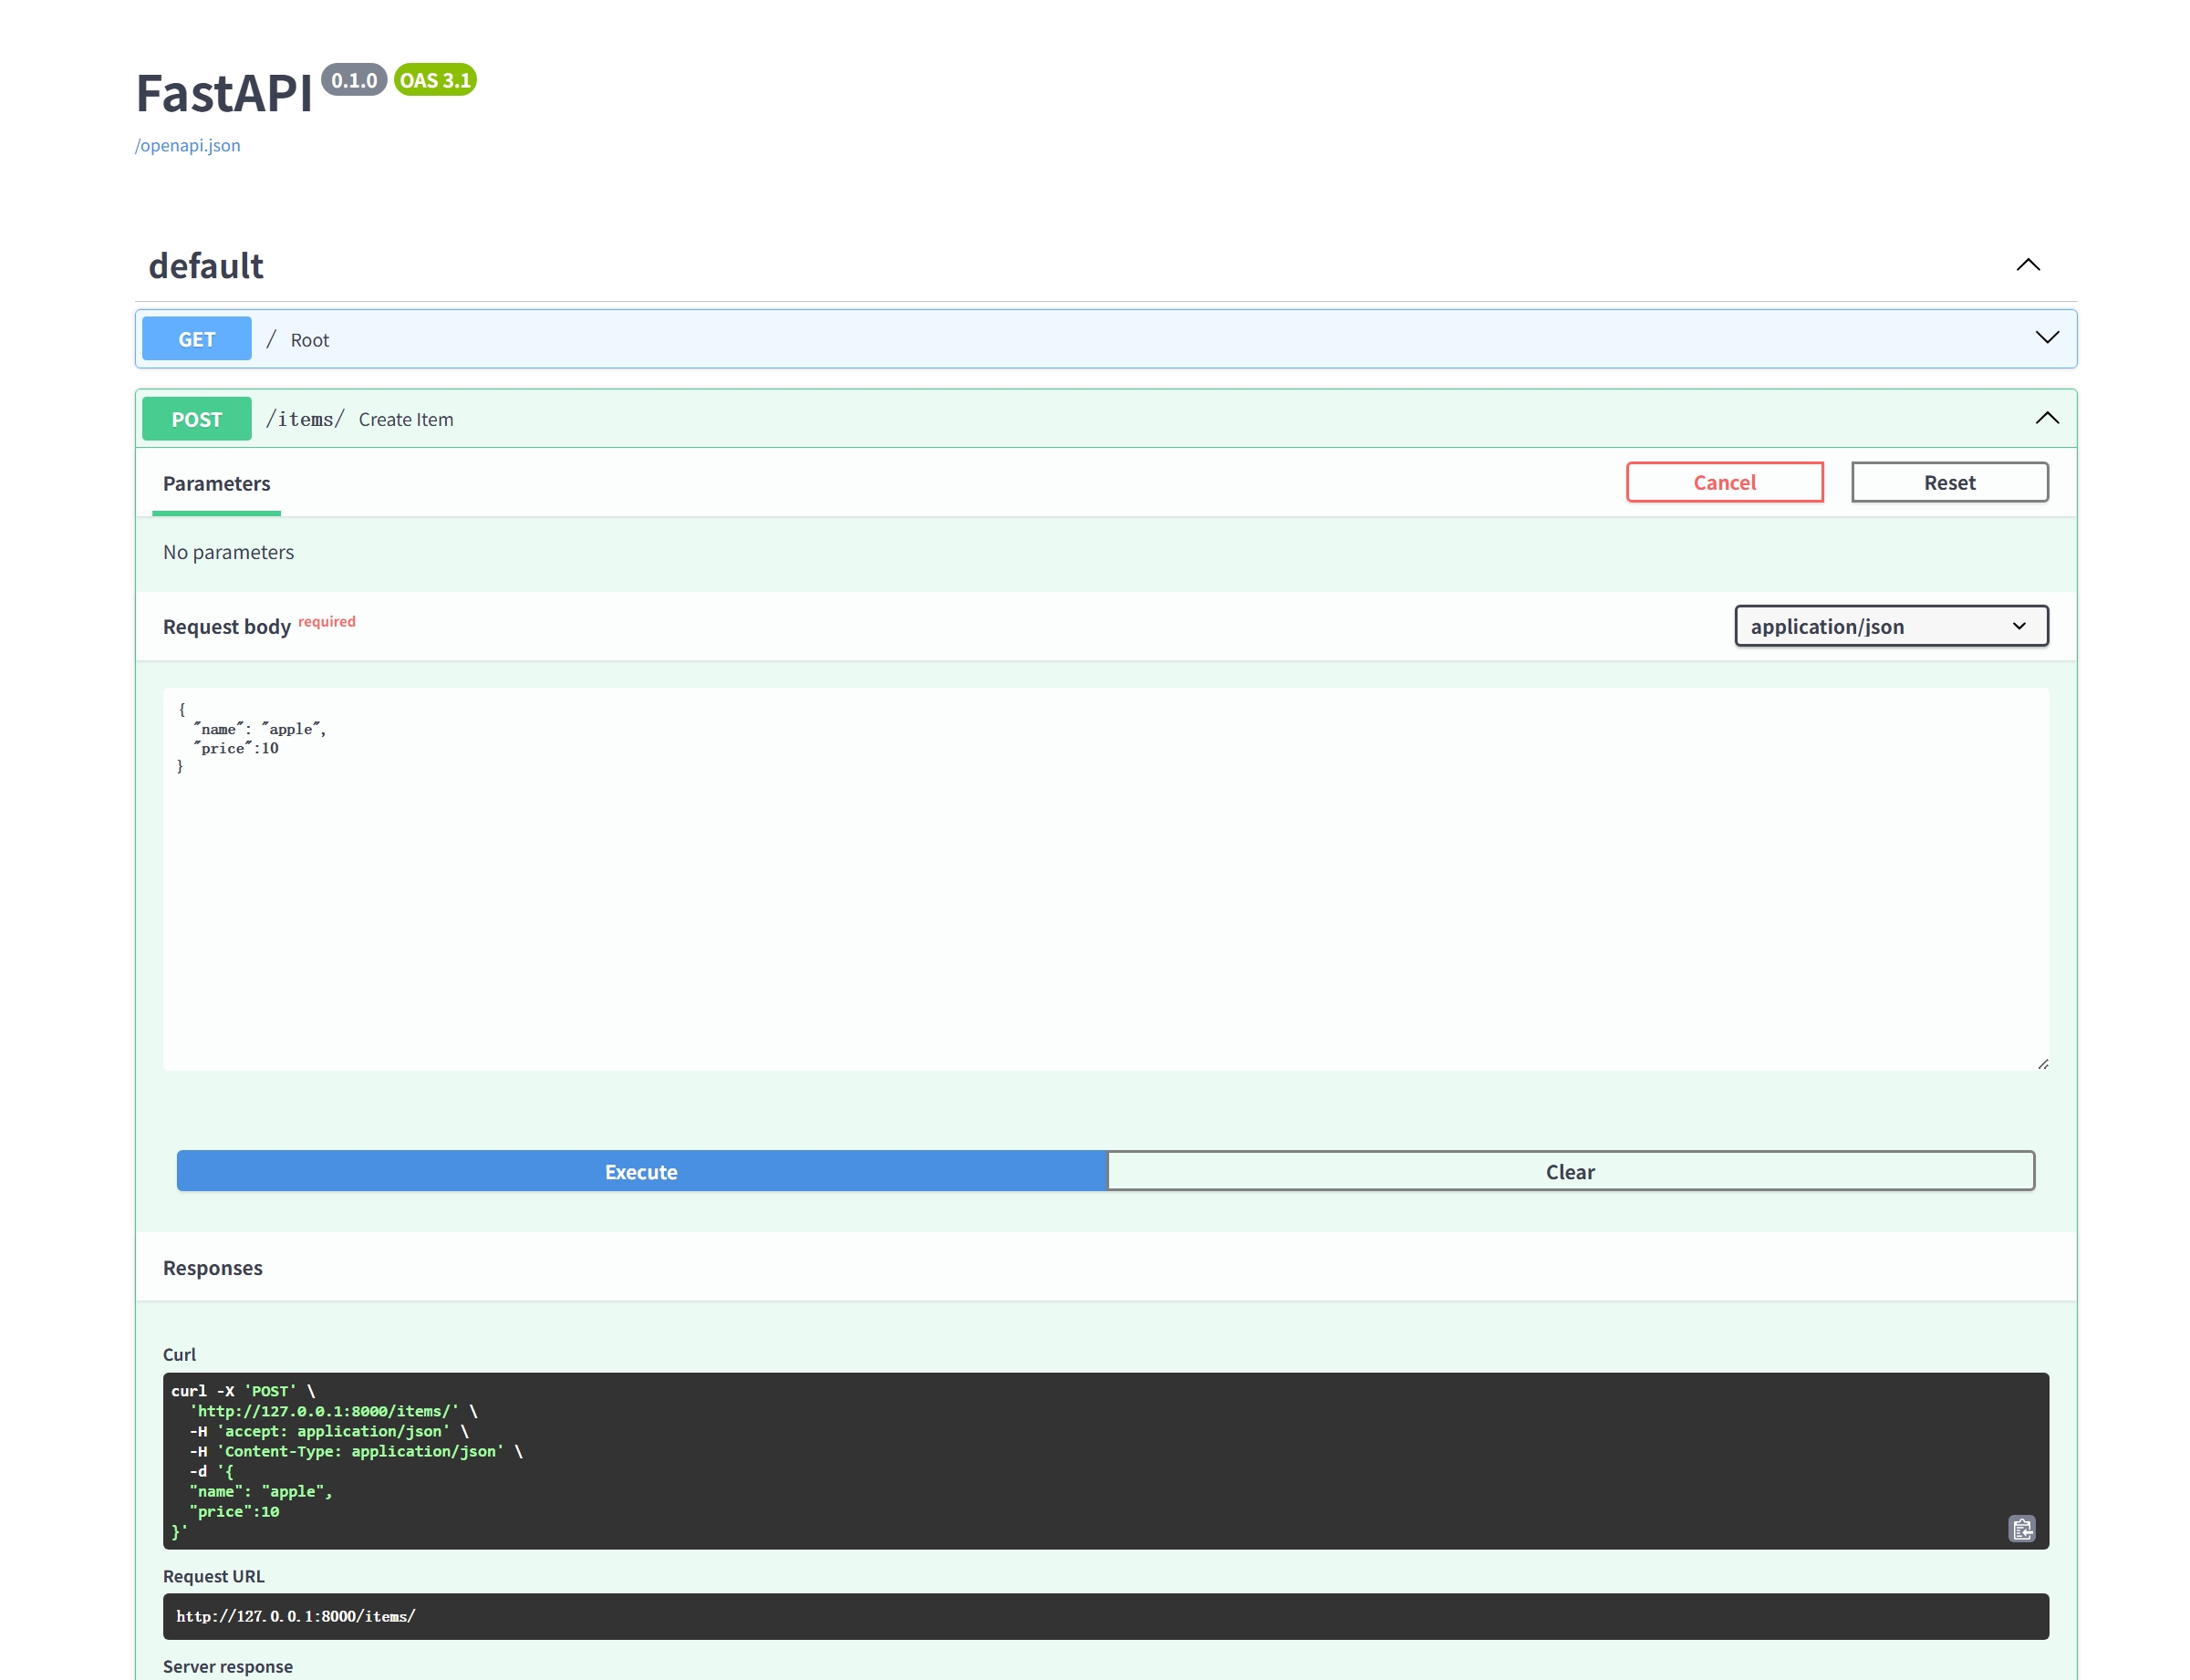 FastAPI 0.1.0 OAS 3.1
/openapi.json
default
GET / Root
POST /items/ Create Item
Parameters Cancel Reset
No parameters
Request body required application/json
{
  "name": "apple",
  "price":10
}
Execute Clear
Responses
Curl
curl -X 'POST' \
  'http://127.0.0.1:8000/items/' \
  -H 'accept: application/json' \
  -H 'Content-Type: application/json' \
  -d '{
  "name": "apple",
  "price":10
}'
Request URL
http://127.0.0.1:8000/items/
Server response